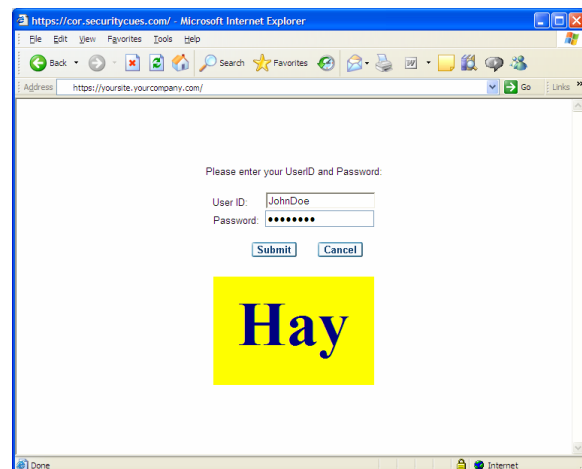 https://cor.securitycues.com/ - Microsoft Internet Explorer
File Edit View Favorites Tools Help
Back Search Favorites W
Address https://yoursite.yourcompany.com/ Go Links »
Please enter your UserID and Password:
User ID: JohnDoe
Password: ●●●●●●●●
Submit Cancel
Hay
Done Internet